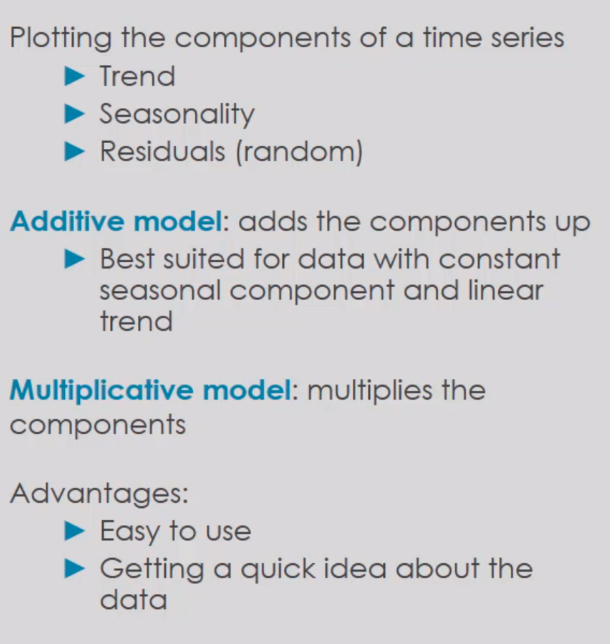 Plotting the components of a time series
► Trend
► Seasonality
► Residuals (random)
Additive model: adds the components up
► Best suited for data with constant
seasonal component and linear
trend
Multiplicative model: multiplies the
components
Advantages:
► Easy to use
► Getting a quick idea about the
data